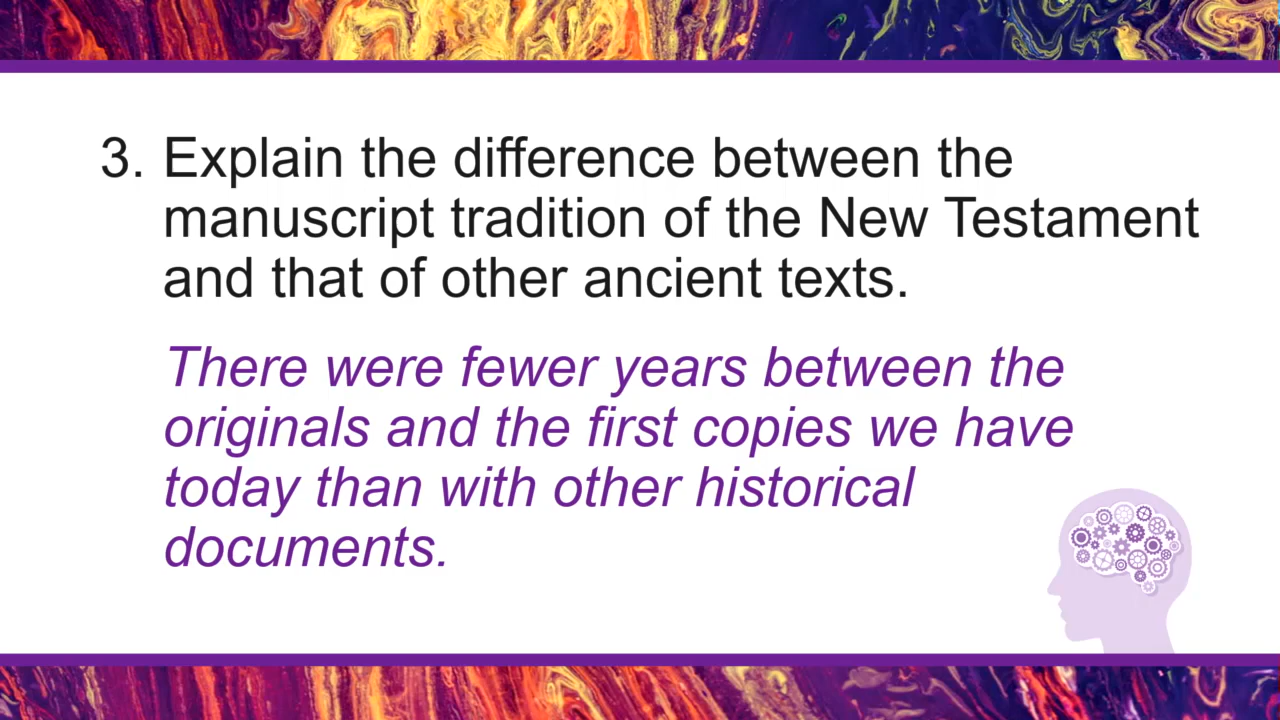 3. Explain the difference between the
manuscript tradition of the New Testament
and that of other ancient texts.
There were fewer years between the
originals and the first copies we have
today than with other historical
documents.